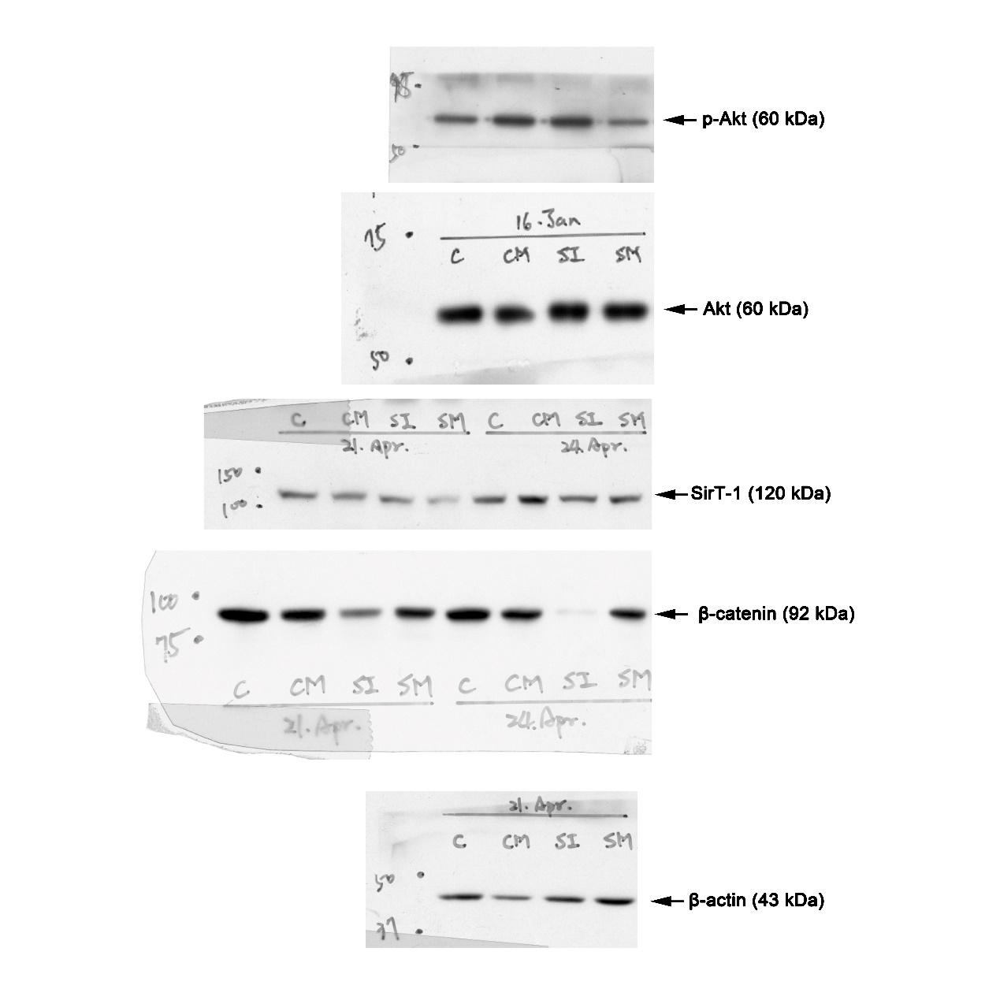 75
p-Akt (60 kDa)
50
16. Jan
75
C CM SI SM
Akt (60 kDa)
50
C CM SI SM C CM SI SM
21. Apr. 24. Apr.
150
SirT-1 (120 kDa)
100
100
β-catenin (92 kDa)
75
C CM SI SM C CM SI SM
21. Apr. 24. Apr.
21. Apr.
C CM SI SM
50
β-actin (43 kDa)
37